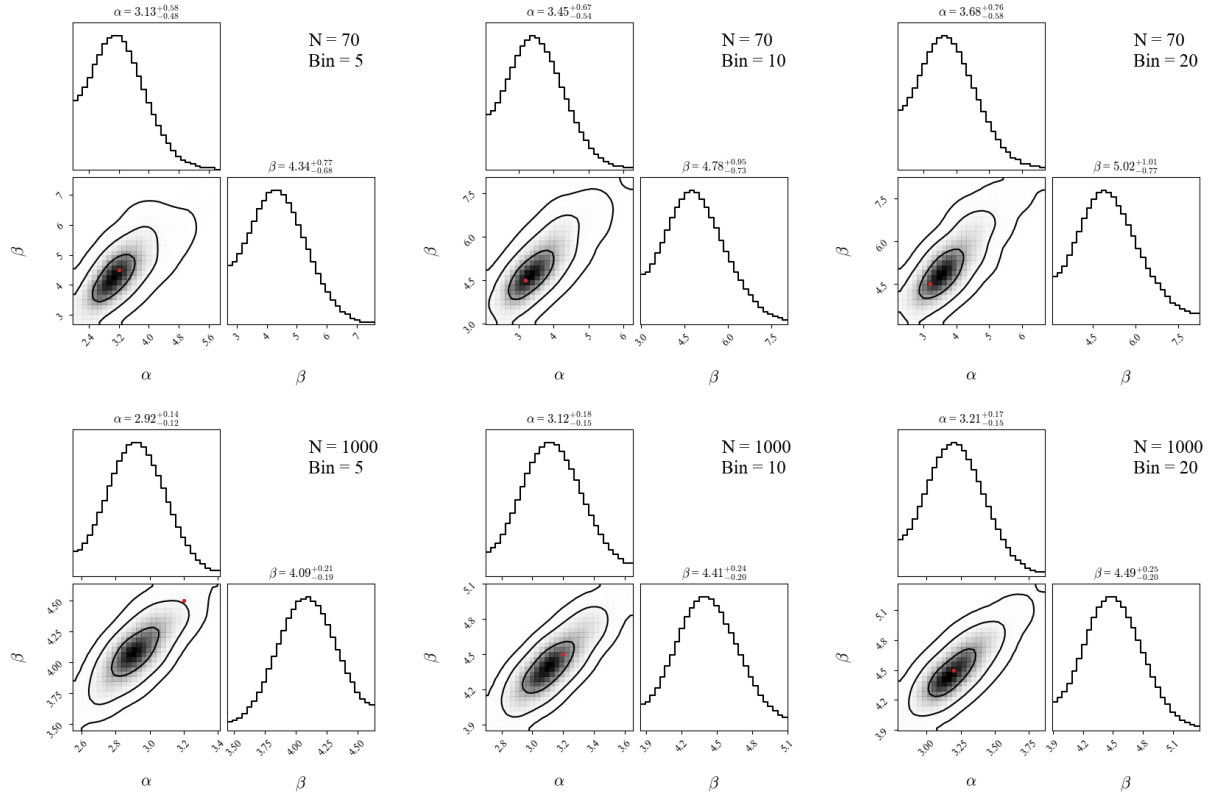 α = 3.13 +0.58 −0.48
N = 70
Bin = 5
β = 4.34 +0.77 −0.68
7
6
5
4
3
β
2.4 3.2 4.0 4.8 5.6
3 4 5 6 7
α
β
α = 3.45 +0.67 −0.54
N = 70
Bin = 10
β = 4.78 +0.95 −0.73
7.5
6.0
4.5
3.0
β
3 4 5 6
3.0 4.5 6.0 7.5
α
β
α = 3.68 +0.76 −0.58
N = 70
Bin = 20
β = 5.02 +1.01 −0.77
7.5
6.0
4.5
β
3 4 5 6
4.5 6.0 7.5
α
β
α = 2.92 +0.14 −0.12
N = 1000
Bin = 5
β = 4.09 +0.21 −0.19
4.50
4.25
4.00
3.75
3.50
β
2.6 2.8 3.0 3.2 3.4
3.50 3.75 4.00 4.25 4.50
α
β
α = 3.12 +0.18 −0.15
N = 1000
Bin = 10
β = 4.41 +0.24 −0.20
5.1
4.8
4.5
4.2
3.9
β
2.8 3.0 3.2 3.4 3.6
3.9 4.2 4.5 4.8 5.1
α
β
α = 3.21 +0.17 −0.15
N = 1000
Bin = 20
β = 4.49 +0.25 −0.20
5.1
4.8
4.5
4.2
3.9
β
3.00 3.25 3.50 3.75
3.9 4.2 4.5 4.8 5.1
α
β